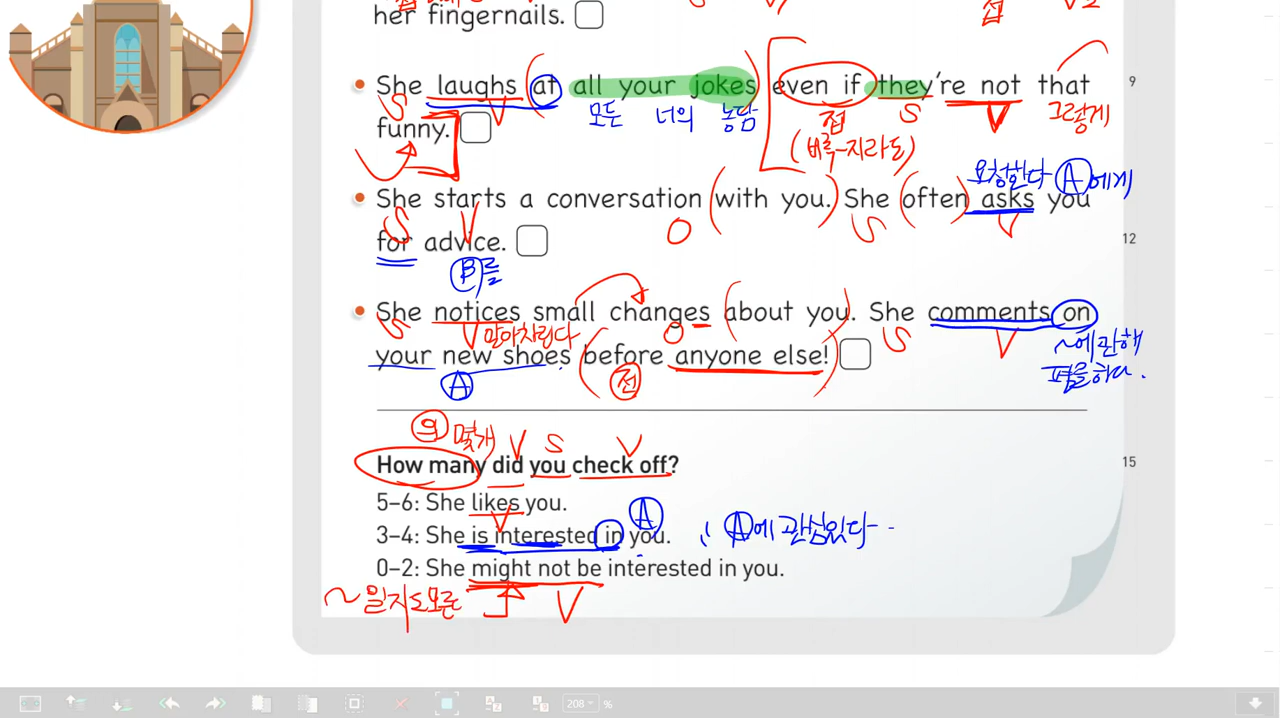 접 S V 접 V2
her fingernails.
She laughs at all your jokes even if they're not that 9
S V 모든 너의 농담 접 S V 그렇게
funny. (비록-지라도)
요청한다 A에게
She starts a conversation with you. She often asks you
S V O S V 12
for advice.
B를
She notices small changes about you. She comments on
S V 알아차린다 O S V ~에 관해
your new shoes before anyone else! 평을 하다.
A 전
의 몇개 V S V
How many did you check off? 15
5–6: She likes you.
V A
3–4: She is interested in you. A에 관심있다
0–2: She might not be interested in you.
~일지도 모른 V
208 %